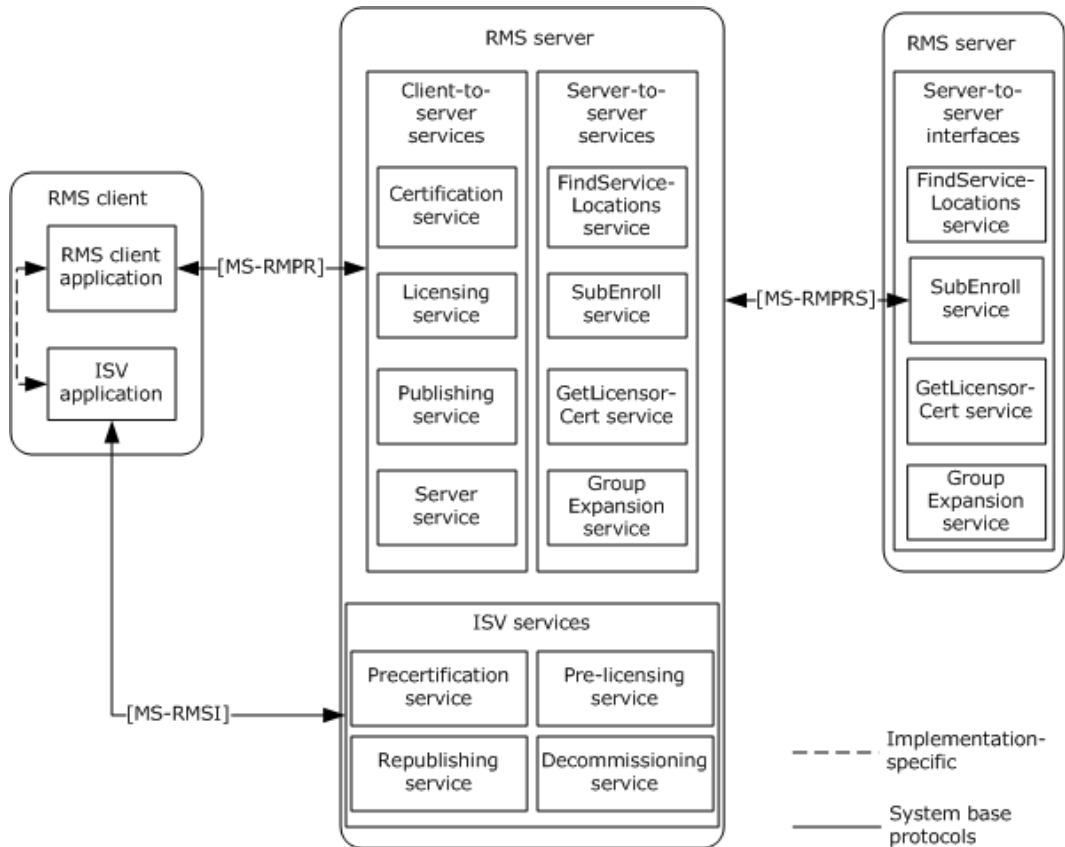 RMS server
Client-to-
server
services
Certification
service
Licensing
service
Publishing
service
Server
service
Server-to-
server
services
FindService-
Locations
service
SubEnroll
service
GetLicensor-
Cert service
Group
Expansion
service
ISV services
Precertification
service
Pre-licensing
service
Republishing
service
Decommissioning
service
RMS client
RMS client
application
ISV
application
[MS-RMPR]
[MS-RMSI]
[MS-RMPRS]
RMS server
Server-to-
server
interfaces
FindService-
Locations
service
SubEnroll
service
GetLicensor-
Cert service
Group
Expansion
service
Implementation-
specific
System base
protocols